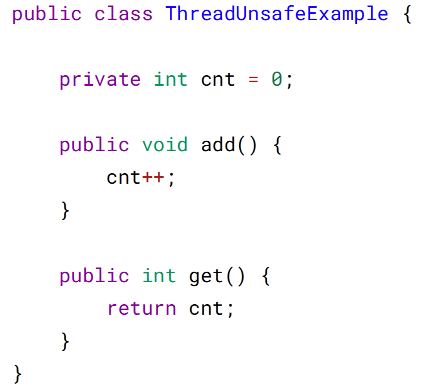 public class ThreadUnsafeExample {
private int cnt = 0;
public void add() {
cnt++;
}
public int get() {
return cnt;
}
}